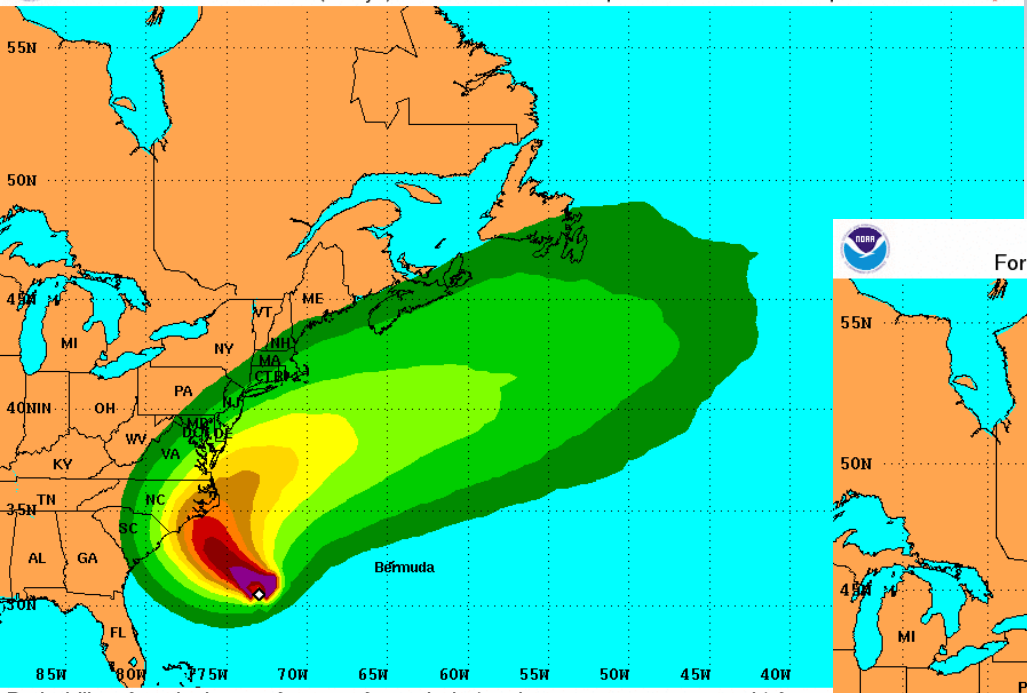 55N
50N
45N
ME
VT
MI
NY
NH
MA
CT
PA
NJ
40N
IN
OH
MD
DC
DE
WV
VA
KY
TN
NC
35N
SC
AL
GA
Bermuda
30N
FL
85W 80W 75W 70W 65W 60W 55W 50W 45W 40W
NOAA
For
55N
50N
45N
MI